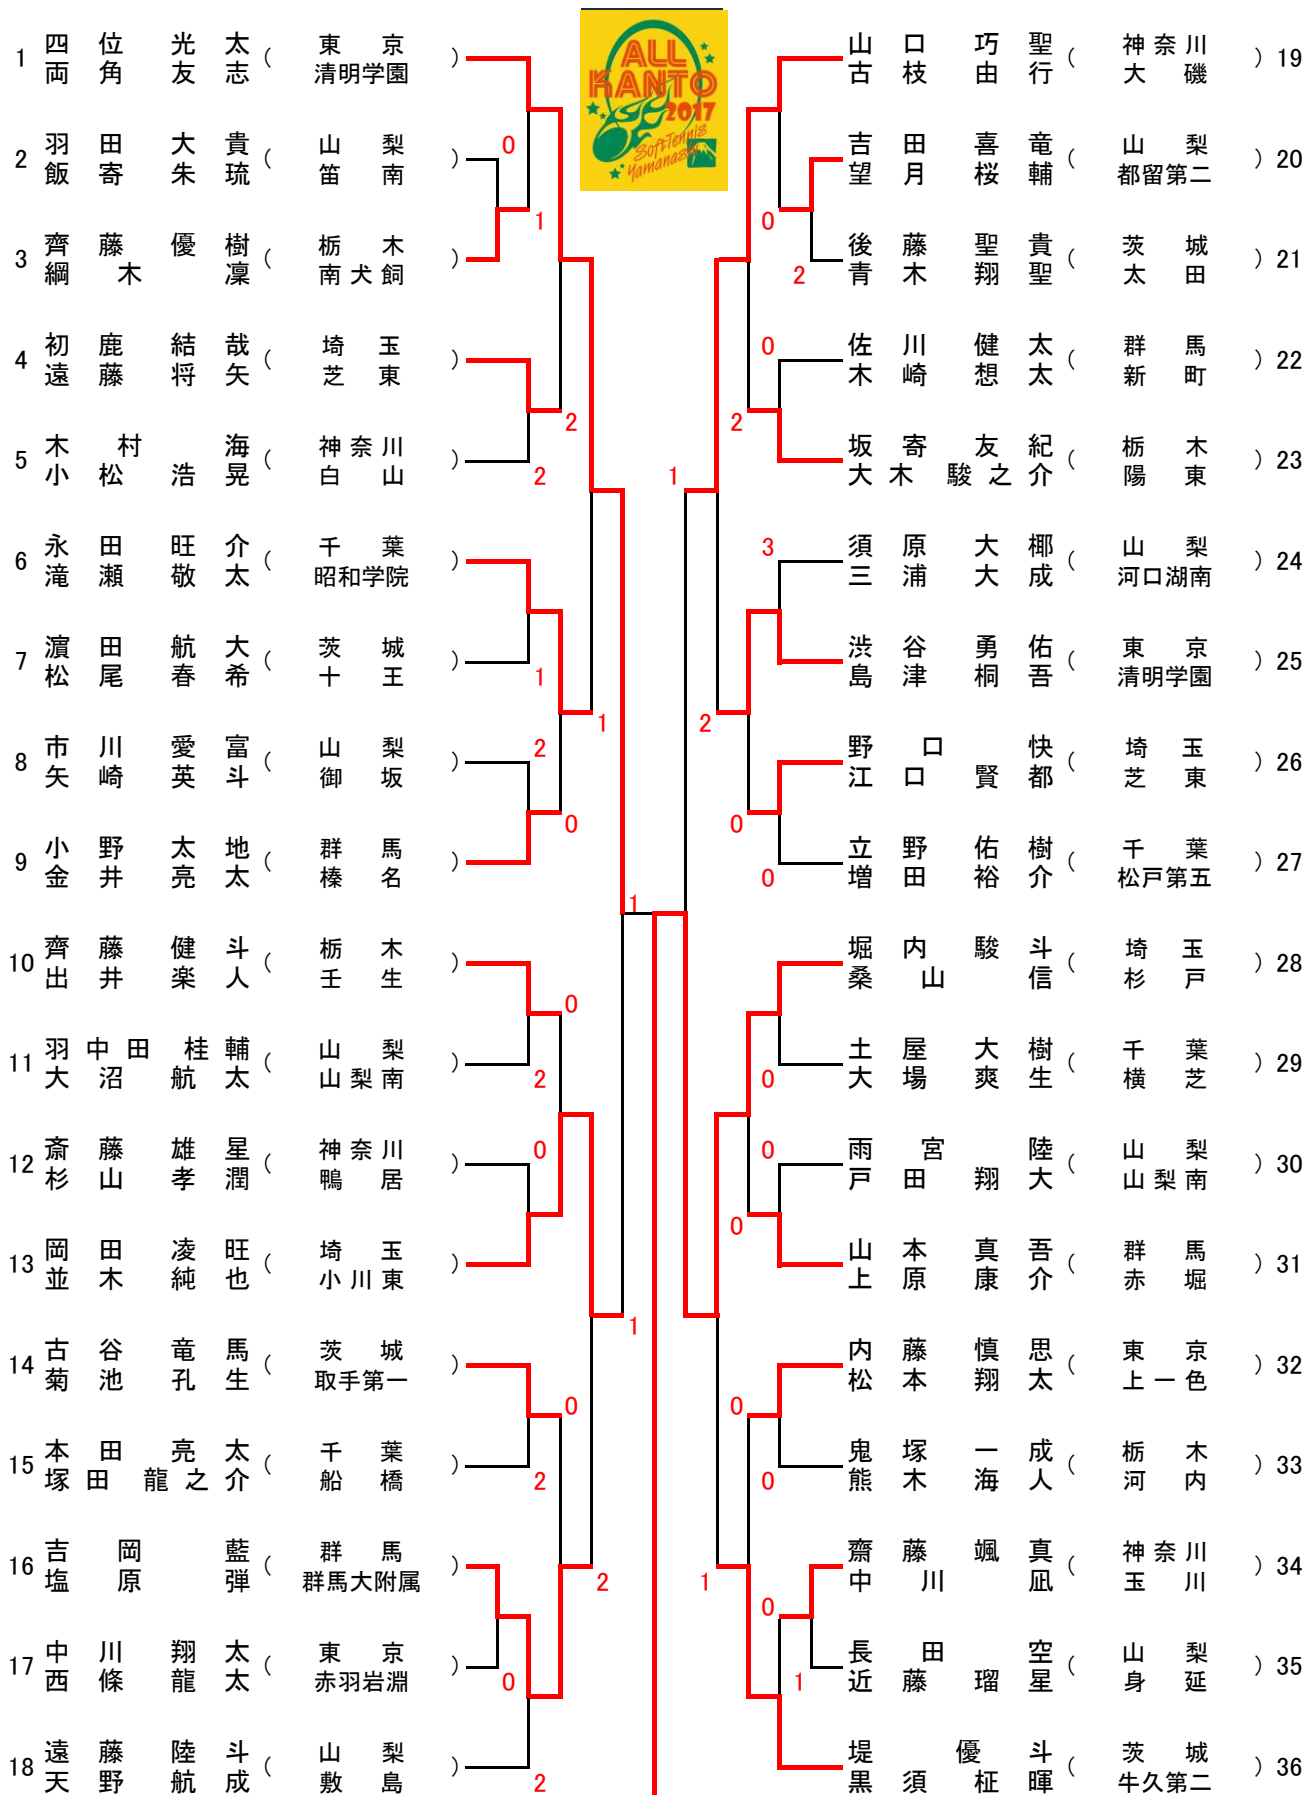 ALL
KANTO
2017
SoftTennis
Yamanashi
1 四位光太 ( 東京 )
両角友志 清明学園
2 羽田大貴 ( 山梨 ) 0
飯寄朱琉 笛南
1
3 齊藤優樹 ( 栃木 )
綱木凜 南犬飼
4 初鹿結哉 ( 埼玉 )
遠藤将矢 芝東
2
5 木村海 ( 神奈川 )
小松浩晃 白山 2
6 永田旺介 ( 千葉 )
滝瀬敬太 昭和学院
7 濵田航大 ( 茨城 )
松尾春希 十王 1
1
8 市川愛富 ( 山梨 ) 2
矢崎英斗 御坂
0
9 小野太地 ( 群馬 )
金井亮太 榛名
1
10 齊藤健斗 ( 栃木 )
出井楽人 壬生
0
11 羽中田桂輔 ( 山梨 )
大沼航太 山梨南 2
12 斎藤雄星 ( 神奈川 ) 0
杉山孝潤 鴨居
13 岡田凌旺 ( 埼玉 )
並木純也 小川東
1
14 古谷竜馬 ( 茨城 )
菊池孔生 取手第一
0
15 本田亮太 ( 千葉 )
塚田龍之介 船橋 2
16 吉岡藍 ( 群馬 )
塩原弾 群馬大附属
2
17 中川翔太 ( 東京 )
西條龍太 赤羽岩淵 0
18 遠藤陸斗 ( 山梨 )
天野航成 敷島 2
山口巧聖 ( 神奈川 ) 19
古枝由行 大磯
吉田喜竜 ( 山梨 ) 20
望月桜輔 都留第二
0
後藤聖貴 ( 茨城 ) 21
2 青木翔聖 太田
0 佐川健太 ( 群馬 ) 22
木崎想太 新町
2
坂寄友紀 ( 栃木 ) 23
大木駿之介 陽東
1
3 須原大梛 ( 山梨 ) 24
三浦大成 河口湖南
渋谷勇佑 ( 東京 ) 25
島津桐吾 清明学園
2
野口快 ( 埼玉 ) 26
江口賢都 芝東
0
立野佑樹 ( 千葉 ) 27
0 増田裕介 松戸第五
堀内駿斗 ( 埼玉 ) 28
桑山信 杉戸
土屋大樹 ( 千葉 ) 29
0 大場爽生 横芝
0 雨宮陸 ( 山梨 ) 30
戸田翔大 山梨南
0
山本真吾 ( 群馬 ) 31
上原康介 赤堀
内藤慎思 ( 東京 ) 32
松本翔太 上一色
0
鬼塚一成 ( 栃木 ) 33
0 熊木海人 河内
齋藤颯真 ( 神奈川 ) 34
中川凪 玉川
1
0
長田空 ( 山梨 ) 35
1 近藤瑠星 身延
堤優斗 ( 茨城 ) 36
黒須柾暉 牛久第二